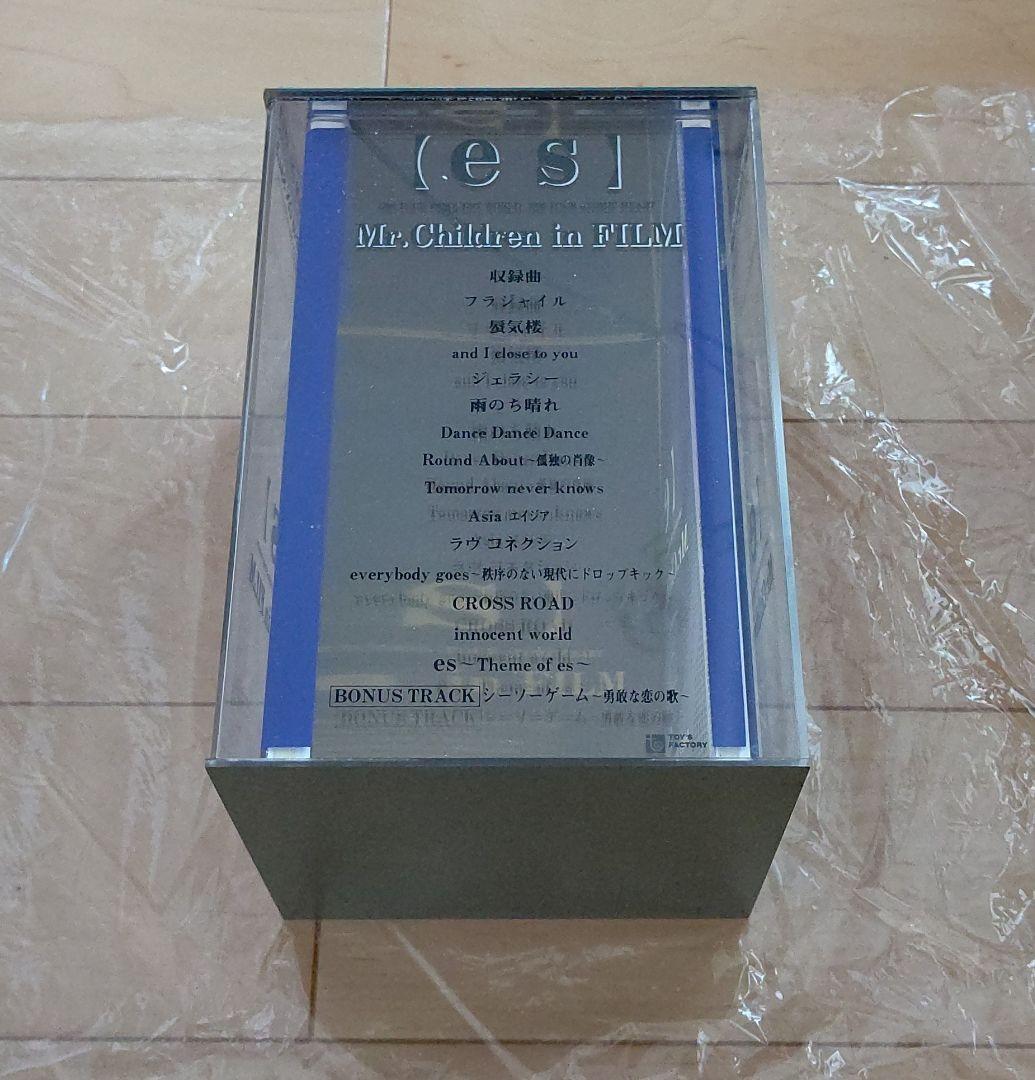 【es】
Mr.Children in FILM
収録曲
フラジャイル
蜃気楼
and I close to you
ジェラシー
雨のち晴れ
Dance Dance Dance
Round About～孤独の肖像～
Tomorrow never knows
Asia エイジア
ラヴ コネクション
everybody goes～秩序のない現代にドロップキック～
CROSS ROAD
innocent world
es～Theme of es～
BONUS TRACK シーソーゲーム～勇敢な恋の歌～
TOY'S
FACTORY